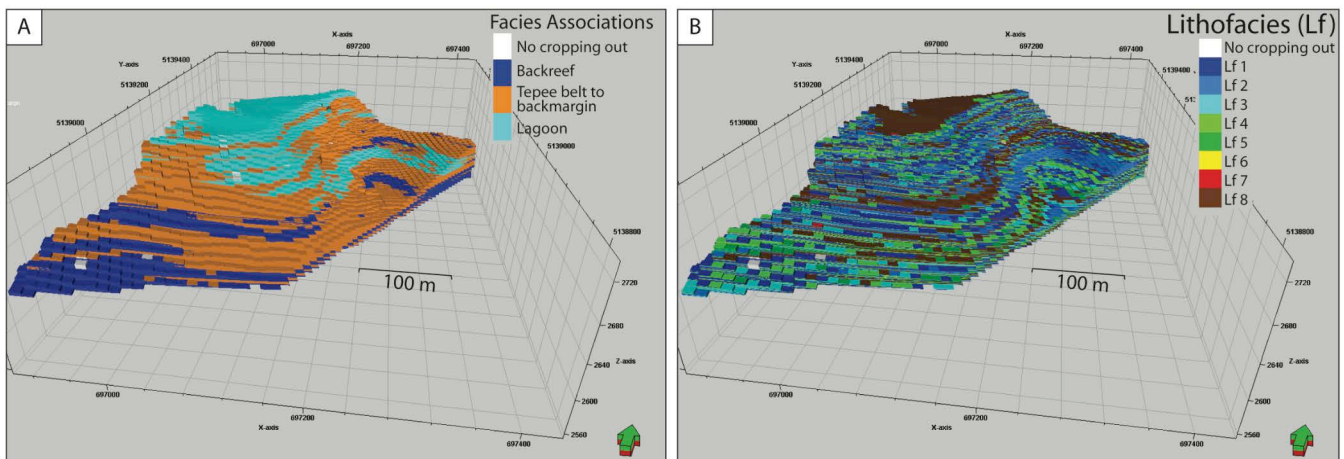 A
Facies Associations
No cropping out
Backreef
Tepee belt to
backmargin
Lagoon
X-axis
697000
697200
697400
Y-axis
5139400
5139200
5139000
5139000
5138800
2720
2680
2640
2600
2560
Z-axis
100 m
697000
697200
697400
X-axis
B
Lithofacies (Lf)
No cropping out
Lf 1
Lf 2
Lf 3
Lf 4
Lf 5
Lf 6
Lf 7
Lf 8
X-axis
697000
697200
697400
Y-axis
5139400
5139200
5139000
5139400
5139000
5138800
2720
2680
2640
2600
2560
Z-axis
100 m
697000
697200
697400
X-axis